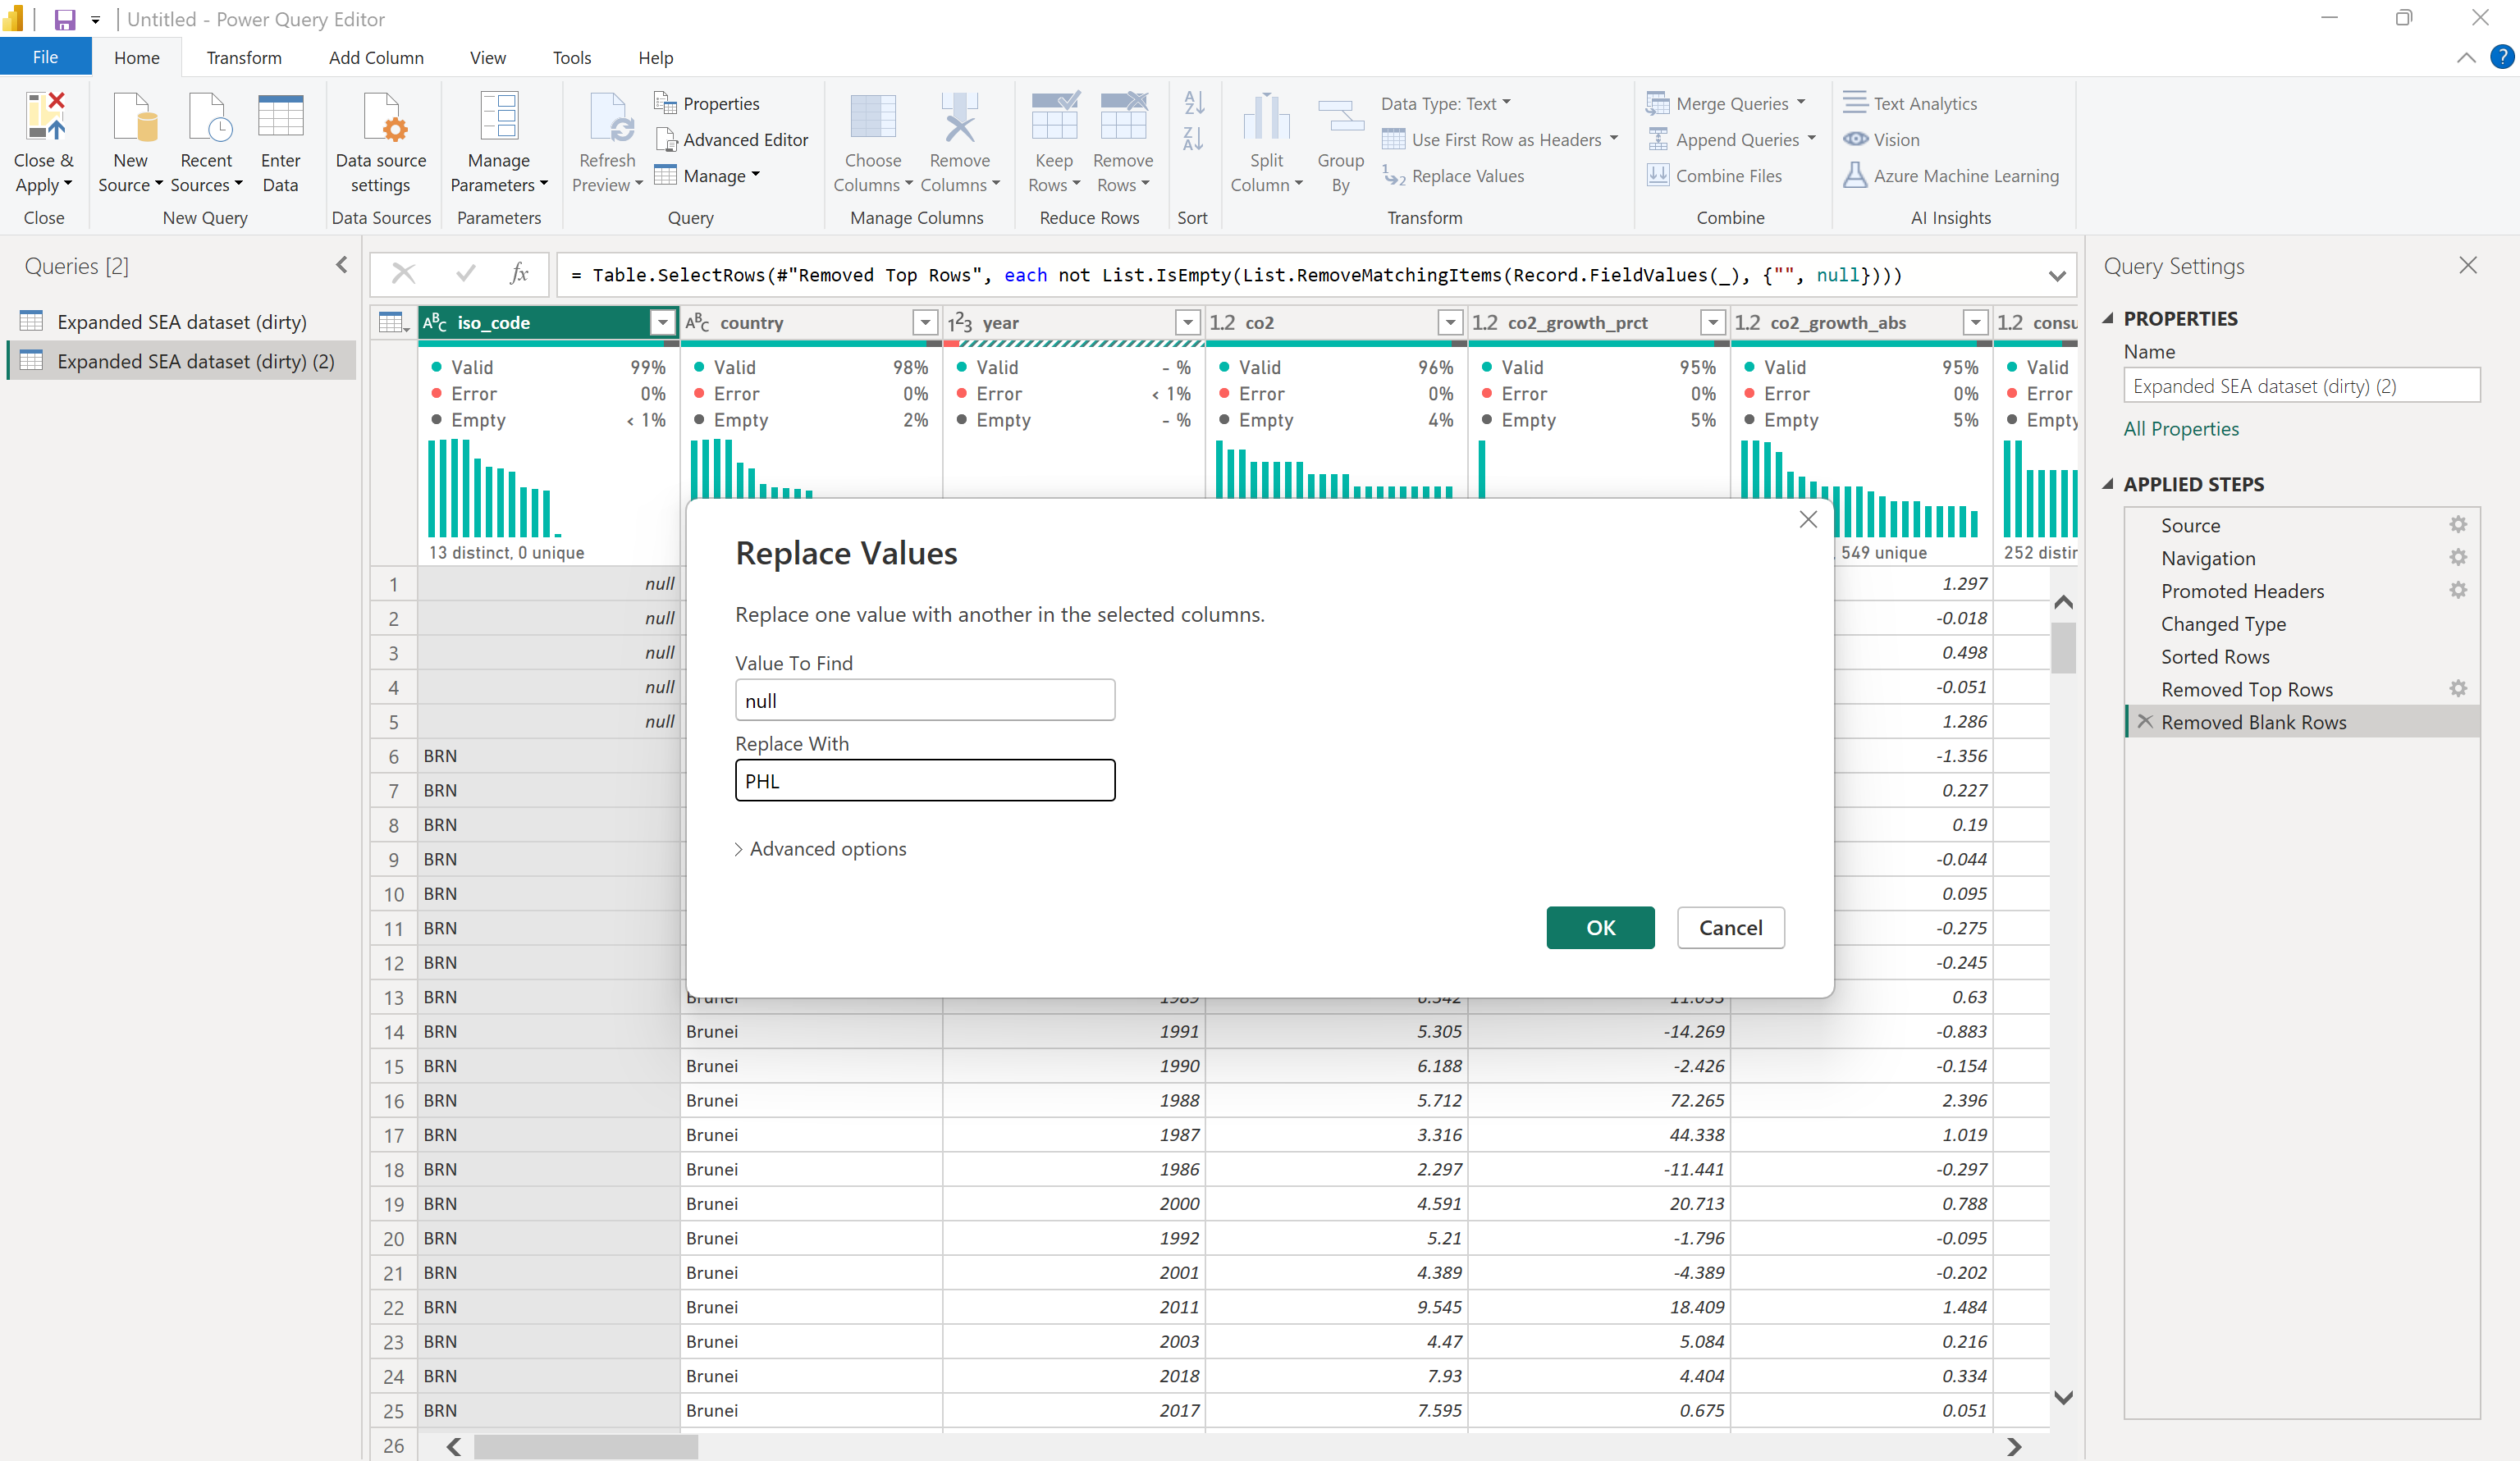 Untitled - Power Query Editor
File Home Transform Add Column View Tools Help
Close & Apply
Close
New Source
Recent Sources
Enter Data
New Query
Data source settings
Data Sources
Manage Parameters
Parameters
Refresh Preview
Properties
Advanced Editor
Manage
Query
Choose Columns
Remove Columns
Manage Columns
Keep Rows
Remove Rows
Reduce Rows
Sort
Split Column
Group By
Data Type: Text
Use First Row as Headers
Replace Values
Transform
Merge Queries
Append Queries
Combine Files
Combine
Text Analytics
Vision
Azure Machine Learning
AI Insights
Queries [2]
Expanded SEA dataset (dirty)
Expanded SEA dataset (dirty) (2)
fx = Table.SelectRows(#"Removed Top Rows", each not List.IsEmpty(List.RemoveMatchingItems(Record.FieldValues(_), {"", null})))
ABC iso_code ABC country 123 year 1.2 co2 1.2 co2_growth_prct 1.2 co2_growth_abs 1.2 consu
Valid 99% Valid 98% Valid - % Valid 96% Valid 95% Valid 95% Valid
Error 0% Error 0% Error < 1% Error 0% Error 0% Error 0% Error
Empty < 1% Empty 2% Empty - % Empty 4% Empty 5% Empty 5% Empty
13 distinct, 0 unique 549 unique 252 distin
1 null 1.297
2 null -0.018
3 null 0.498
4 null -0.051
5 null 1.286
6 BRN -1.356
7 BRN 0.227
8 BRN 0.19
9 BRN -0.044
10 BRN 0.095
11 BRN -0.275
12 BRN -0.245
13 BRN Brunei 1989 6.342 11.055 0.63
14 BRN Brunei 1991 5.305 -14.269 -0.883
15 BRN Brunei 1990 6.188 -2.426 -0.154
16 BRN Brunei 1988 5.712 72.265 2.396
17 BRN Brunei 1987 3.316 44.338 1.019
18 BRN Brunei 1986 2.297 -11.441 -0.297
19 BRN Brunei 2000 4.591 20.713 0.788
20 BRN Brunei 1992 5.21 -1.796 -0.095
21 BRN Brunei 2001 4.389 -4.389 -0.202
22 BRN Brunei 2011 9.545 18.409 1.484
23 BRN Brunei 2003 4.47 5.084 0.216
24 BRN Brunei 2018 7.93 4.404 0.334
25 BRN Brunei 2017 7.595 0.675 0.051
26
Replace Values
Replace one value with another in the selected columns.
Value To Find
null
Replace With
PHL
Advanced options
OK Cancel
Query Settings
PROPERTIES
Name
Expanded SEA dataset (dirty) (2)
All Properties
APPLIED STEPS
Source
Navigation
Promoted Headers
Changed Type
Sorted Rows
Removed Top Rows
Removed Blank Rows